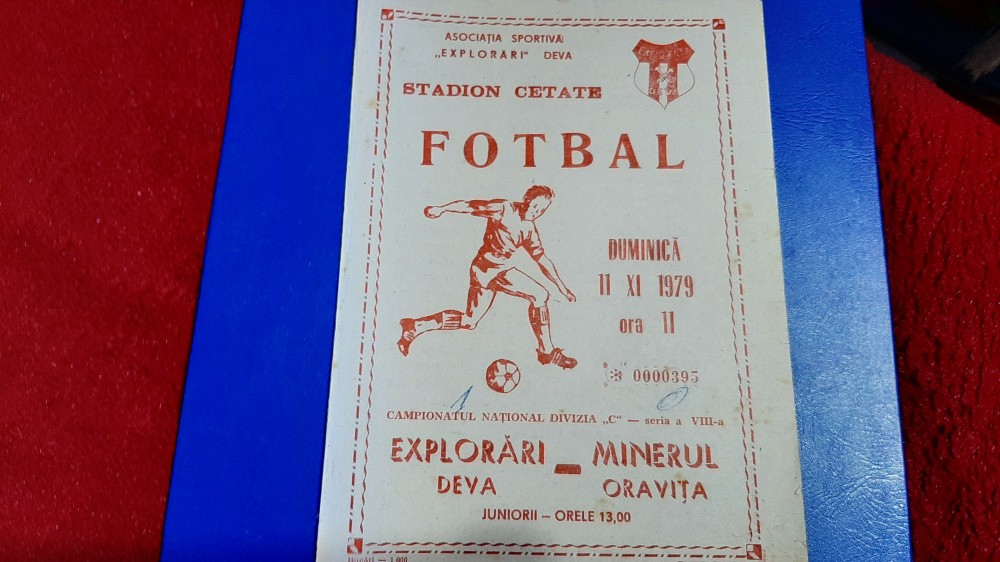 ASOCIAȚIA SPORTIVĂ
„EXPLORĂRI" DEVA
STADION CETATE
FOTBAL
DUMINICĂ
11 XI 1979
ora 11
0000395
1 0
CAMPIONATUL NAȚIONAL DIVIZIA „C" — seria a VIII-a
EXPLORĂRI – MINERUL
DEVA ORAVIȚA
JUNIORII – ORELE 13,00